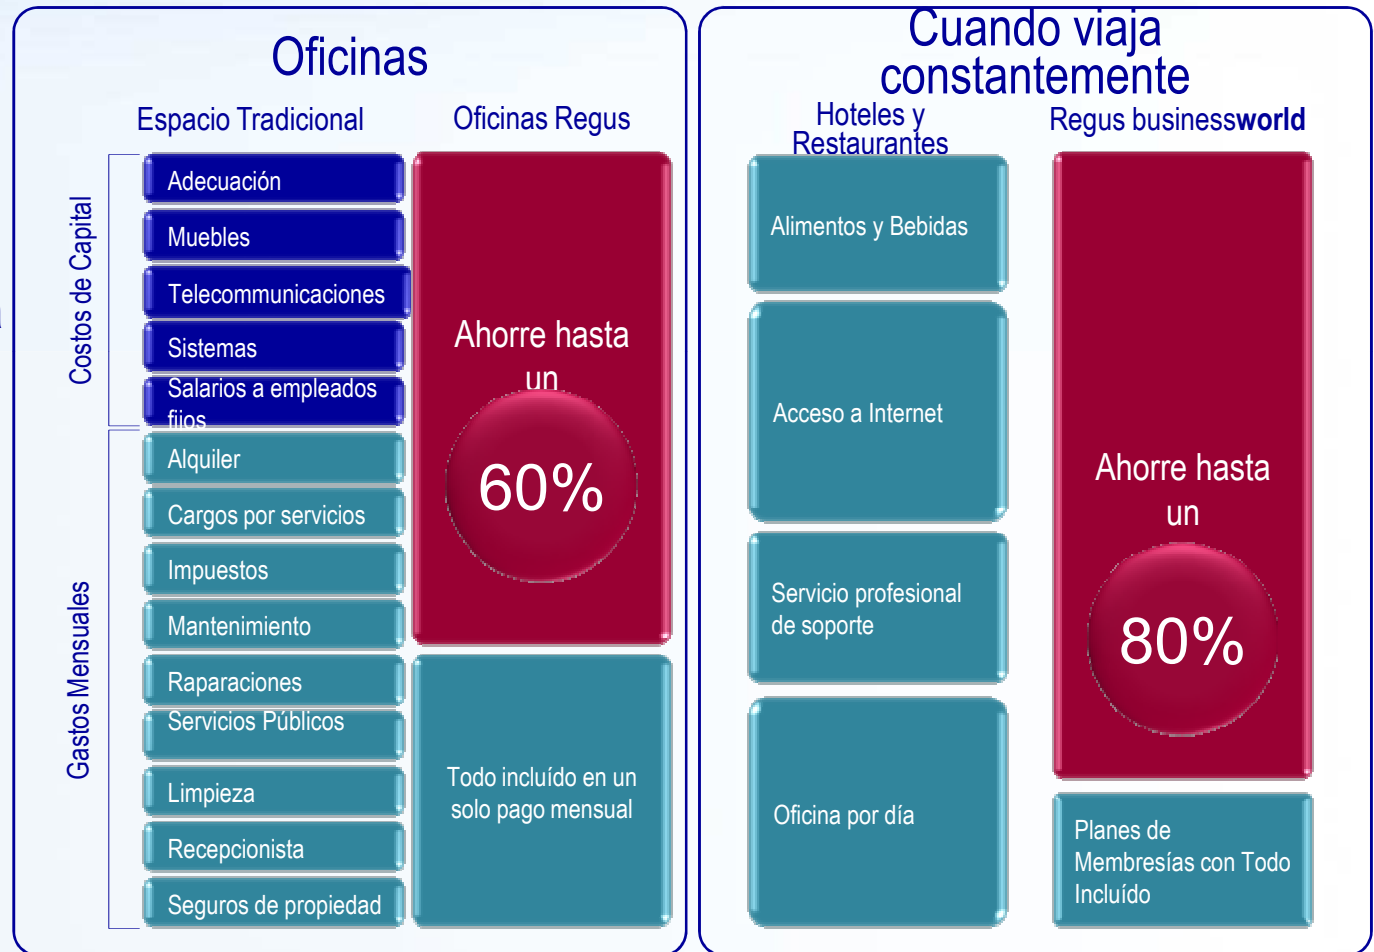 Oficinas
Espacio Tradicional
Oficinas Regus
Costos de Capital
Adecuación
Muebles
Telecommunicaciones
Sistemas
Salarios a empleados
fijos
Gastos Mensuales
Alquiler
Cargos por servicios
Impuestos
Mantenimiento
Raparaciones
Servicios Públicos
Limpieza
Recepcionista
Seguros de propiedad
Ahorre hasta
un
60%
Todo incluído en un
solo pago mensual
Cuando viaja
constantemente
Hoteles y
Restaurantes
Regus businessworld
Alimentos y Bebidas
Acceso a Internet
Servicio profesional
de soporte
Oficina por día
Ahorre hasta
un
80%
Planes de
Membresías con Todo
Incluído